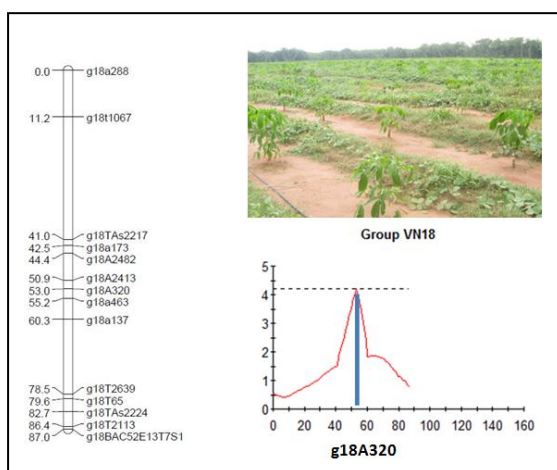 0.0 g18a288
11.2 g18t1067
41.0 g18TAs2217
42.5 g18a173
44.4 g18A2482
50.9 g18A2413
53.0 g18A320
55.2 g18a463
60.3 g18a137
78.5 g18T2639
79.6 g18T65
82.7 g18TAs2224
86.4 g18T2113
87.0 g18BAC52E13T7S1
Group VN18
5
4
3
2
1
0
0 20 40 60 80 100 120 140 160
g18A320